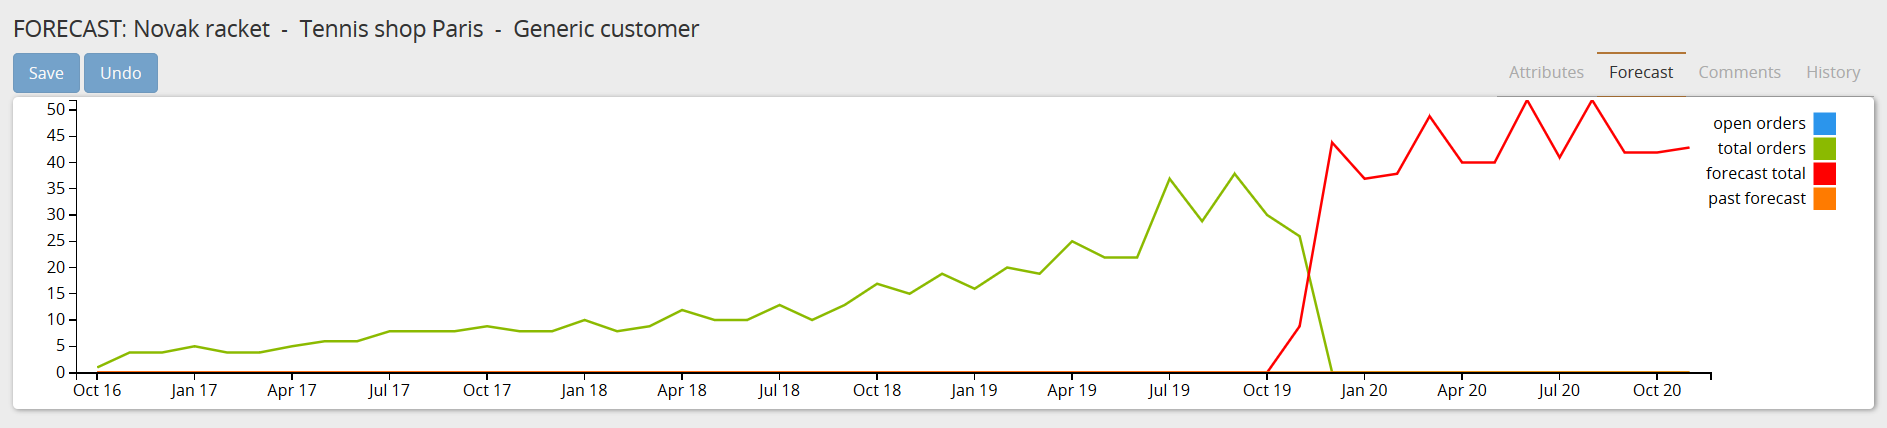 FORECAST: Novak racket - Tennis shop Paris - Generic customer
Save Undo
Attributes Forecast Comments History
50
45
40
35
30
25
20
15
10
5
0
Oct 16 Jan 17 Apr 17 Jul 17 Oct 17 Jan 18 Apr 18 Jul 18 Oct 18 Jan 19 Apr 19 Jul 19 Oct 19 Jan 20 Apr 20 Jul 20 Oct 20
open orders
total orders
forecast total
past forecast